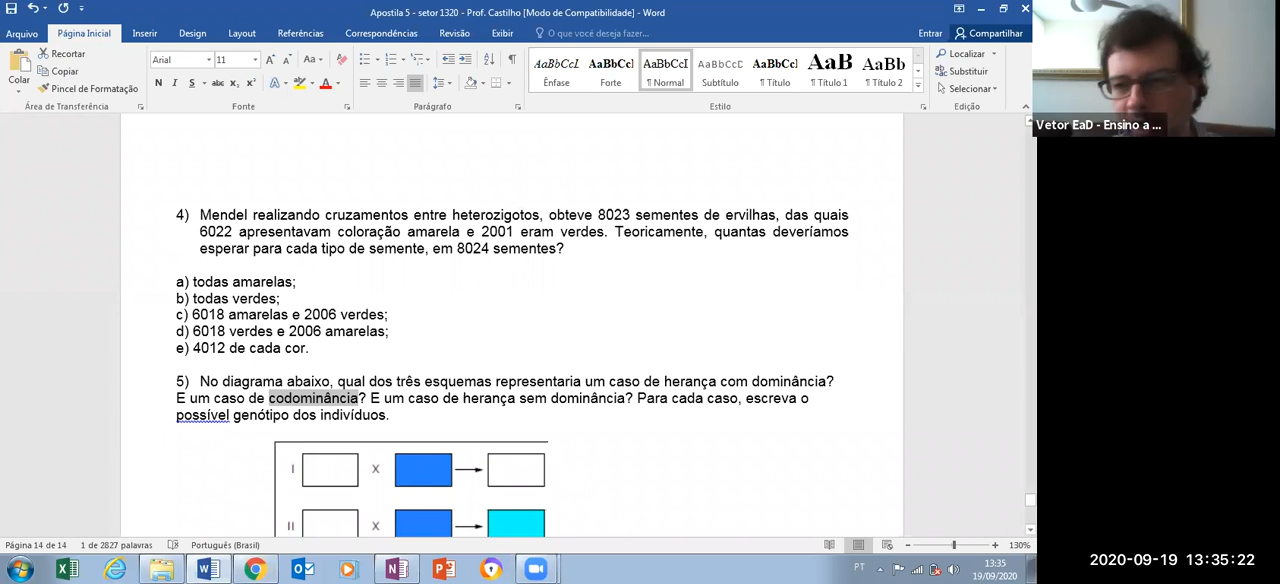 Apostila 5 - setor 1320 - Prof. Castilho [Modo de Compatibilidade] - Word
Arquivo Página Inicial Inserir Design Layout Referências Correspondências Revisão Exibir O que você deseja fazer... Entrar Compartilhar
Colar
Recortar
Copiar
Pincel de Formatação
Área de Transferência
Arial 11
N I S abc x₂ x² A A
Fonte
Parágrafo
AaBbCcI AaBbCcI AaBbCcI AaBbCcC AaBbCcI AaB AaBb
Ênfase Forte ¶ Normal Subtítulo ¶ Título ¶ Título 1 ¶ Título 2
Estilo
Localizar
Substituir
Selecionar
Edição
Vetor EaD - Ensino a ...
4) Mendel realizando cruzamentos entre heterozigotos, obteve 8023 sementes de ervilhas, das quais
6022 apresentavam coloração amarela e 2001 eram verdes. Teoricamente, quantas deveríamos
esperar para cada tipo de semente, em 8024 sementes?
a) todas amarelas;
b) todas verdes;
c) 6018 amarelas e 2006 verdes;
d) 6018 verdes e 2006 amarelas;
e) 4012 de cada cor.
5) No diagrama abaixo, qual dos três esquemas representaria um caso de herança com dominância?
E um caso de codominância? E um caso de herança sem dominância? Para cada caso, escreva o
possível genótipo dos indivíduos.
I X
II X
Página 14 de 14 1 de 2827 palavras Português (Brasil) 130%
PT 13:35
19/09/2020
2020-09-19 13:35:22